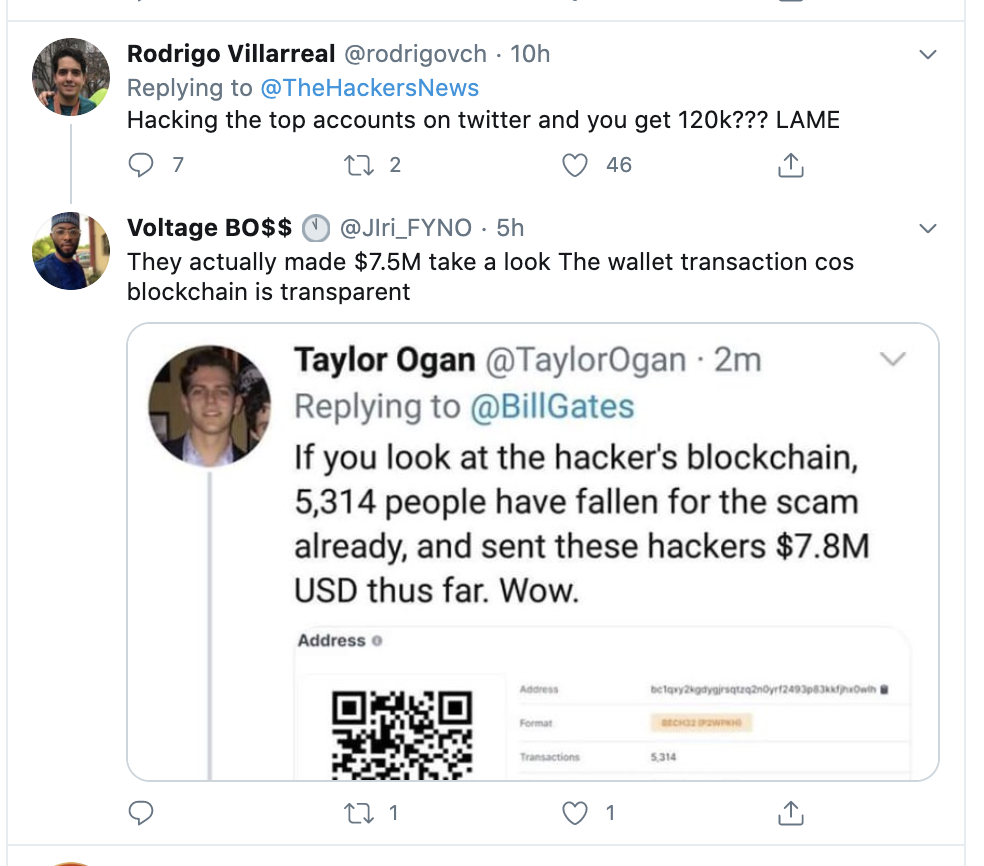 Rodrigo Villarreal @rodrigovch · 10h
Replying to @TheHackersNews
Hacking the top accounts on twitter and you get 120k??? LAME
7 2 46
Voltage BO$$ @JIri_FYNO · 5h
They actually made $7.5M take a look The wallet transaction cos
blockchain is transparent
Taylor Ogan @TaylorOgan · 2m
Replying to @BillGates
If you look at the hacker's blockchain,
5,314 people have fallen for the scam
already, and sent these hackers $7.8M
USD thus far. Wow.
Address
Address
Format
Transactions 5,314
1 1